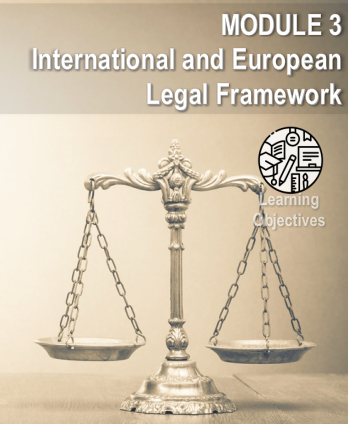 MODULE 3
International and European
Legal Framework
Learning
Objectives